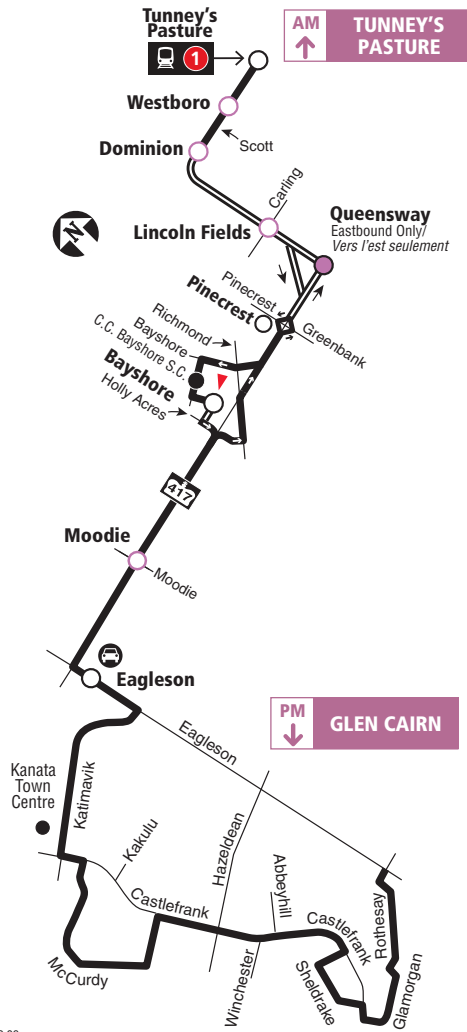 Tunney's
Pasture
1
AM
TUNNEY'S
PASTURE
Westboro
Scott
Dominion
Carling
Queensway
Eastbound Only/
Vers l'est seulement
Lincoln Fields
N
Pinecrest
Pinecrest
Greenbank
Richmond
Bayshore
C.C. Bayshore S.C.
Bayshore
Holly Acres
417
Moodie
Moodie
Eagleson
PM
GLEN CAIRN
Eagleson
Kanata
Town
Centre
Katimavik
Kakulu
Hazeldean
Abbeyhill
Castlefrank
Castlefrank
Rothesay
McCurdy
Winchester
Sheldrake
Glamorgan